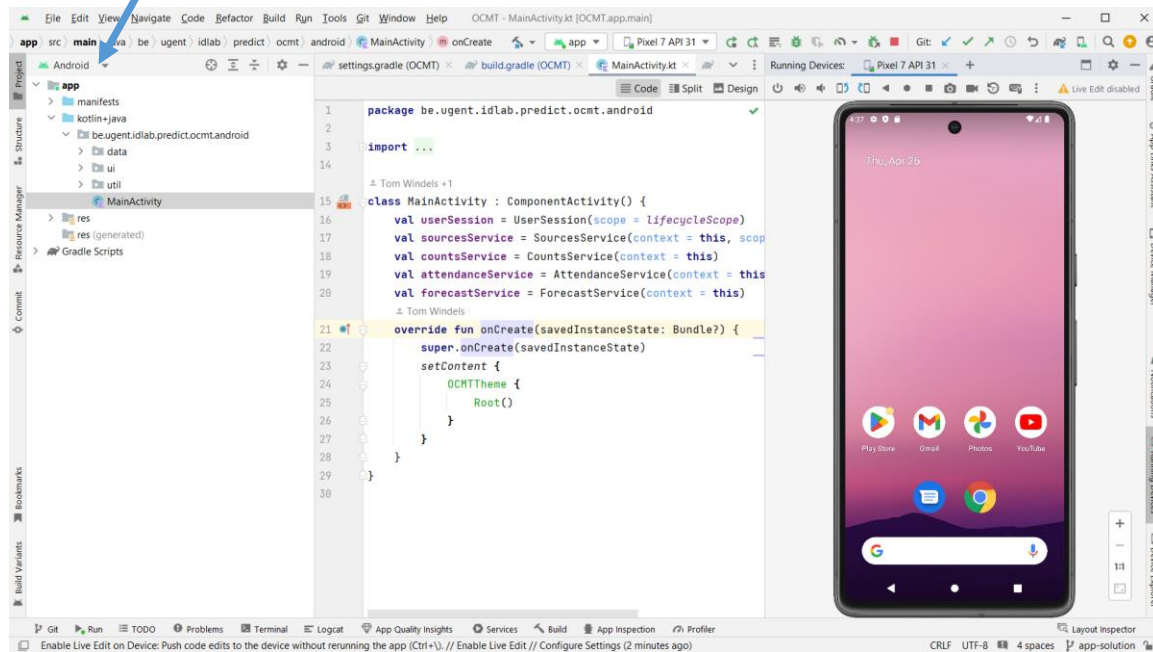 File Edit View Navigate Code Refactor Build Run Tools Git Window Help OCMT - MainActivity.kt [OCMT.app.main]
app src main be ugent idlab predict ocmt android MainActivity onCreate app Pixel 7 API 31 Git:
Project
Structure
Resource Manager
Commit
Bookmarks
Build Variants
Android
app
manifests
kotlin+java
be.ugent.idlab.predict.ocmt.android
data
ui
util
MainActivity
res
res (generated)
Gradle Scripts
settings.gradle (OCMT) build.gradle (OCMT) MainActivity.kt
Code Split Design
1 package be.ugent.idlab.predict.ocmt.android
2
3 import ...
14
Tom Windels +1
15 class MainActivity : ComponentActivity() {
16 val userSession = UserSession(scope = lifecycleScope)
17 val sourcesService = SourcesService(context = this, scop
18 val countsService = CountsService(context = this)
19 val attendanceService = AttendanceService(context = this
20 val forecastService = ForecastService(context = this)
Tom Windels
21 override fun onCreate(savedInstanceState: Bundle?) {
22 super.onCreate(savedInstanceState)
23 setContent {
24 OCMTTheme {
25 Root()
26 }
27 }
28 }
29 }
30
Running Devices: Pixel 7 API 31
Live Edit disabled
4:37
Thu, Apr 25
Play Store Gmail Photos YouTube
G
1:1
Git Run TODO Problems Terminal Logcat App Quality Insights Services Build App Inspection Profiler Layout Inspector
Enable Live Edit on Device: Push code edits to the device without rerunning the app (Ctrl+\). // Enable Live Edit // Configure Settings (2 minutes ago) CRLF UTF-8 4 spaces app-solution